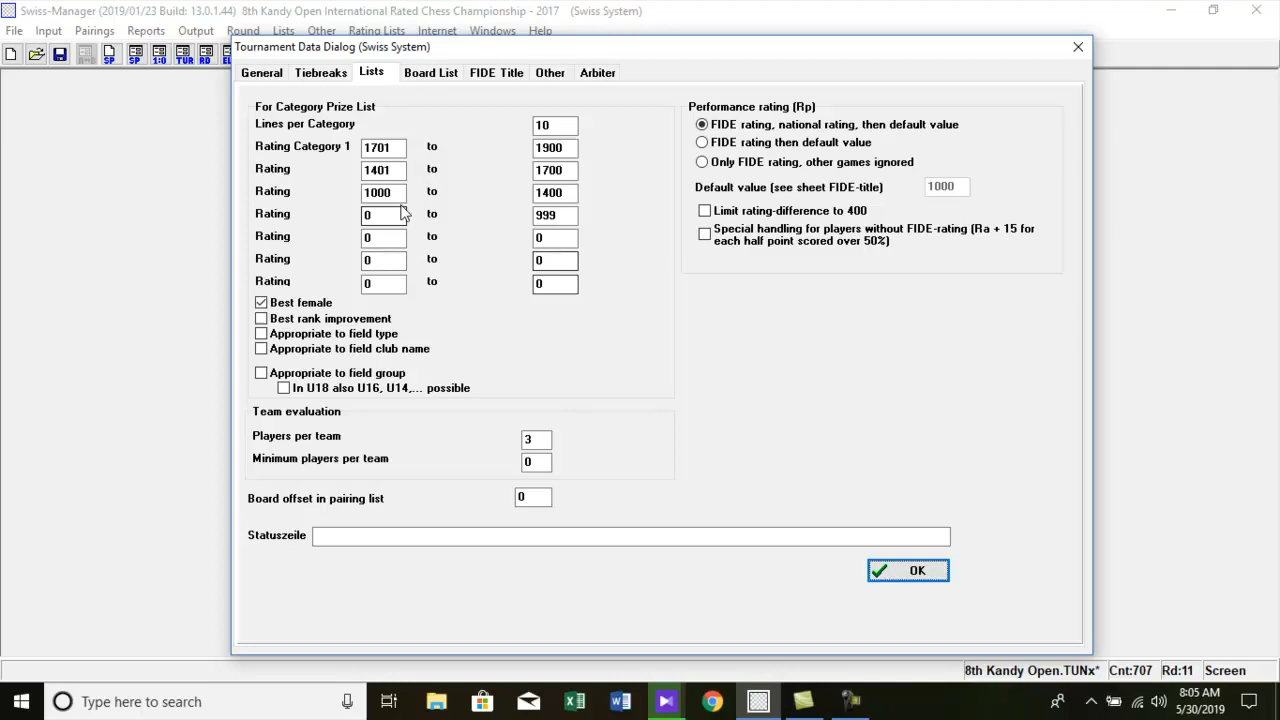 Swiss-Manager (2019/01/23 Build: 13.0.1.44) 8th Kandy Open International Rated Chess Championship - 2017 (Swiss System)
File Input Pairings Reports Output Round Lists Other Rating Lists Internet Windows Help
SP SP 1:0 TUR RD EL
Tournament Data Dialog (Swiss System)
General Tiebreaks Lists Board List FIDE Title Other Arbiter
For Category Prize List
Lines per Category 10
Rating Category 1 1701 to 1900
Rating 1401 to 1700
Rating 1000 to 1400
Rating 0 to 999
Rating 0 to 0
Rating 0 to 0
Rating 0 to 0
Best female
Best rank improvement
Appropriate to field type
Appropriate to field club name
Appropriate to field group
In U18 also U16, U14,... possible
Team evaluation
Players per team 3
Minimum players per team 0
Board offset in pairing list 0
Statuszeile
Performance rating (Rp)
FIDE rating, national rating, then default value
FIDE rating then default value
Only FIDE rating, other games ignored
Default value (see sheet FIDE-title) 1000
Limit rating-difference to 400
Special handling for players without FIDE-rating (Ra + 15 for
each half point scored over 50%)
OK
8th Kandy Open.TUNx* Cnt:707 Rd:11 Screen
Type here to search
8:05 AM
5/30/2019